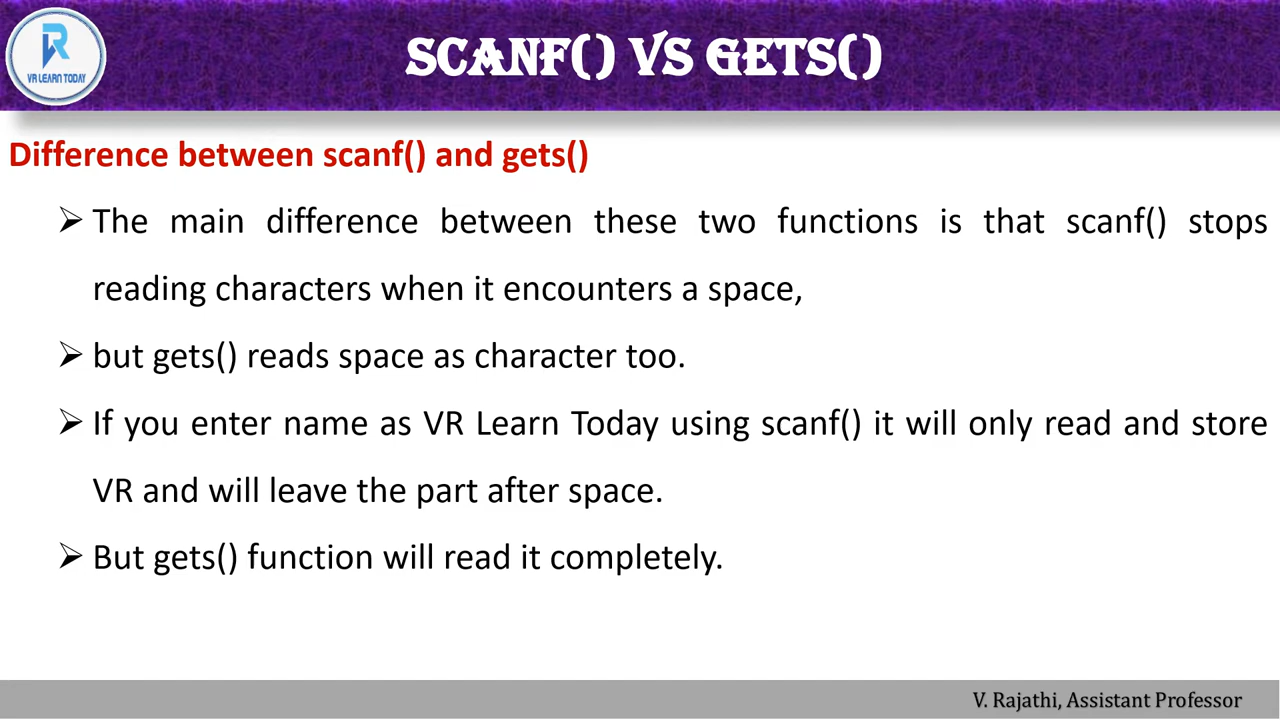 VR LEARN TODAY
SCANF() VS GETS()
Difference between scanf() and gets()
➢ The main difference between these two functions is that scanf() stops
reading characters when it encounters a space,
➢ but gets() reads space as character too.
➢ If you enter name as VR Learn Today using scanf() it will only read and store
VR and will leave the part after space.
➢ But gets() function will read it completely.
V. Rajathi, Assistant Professor